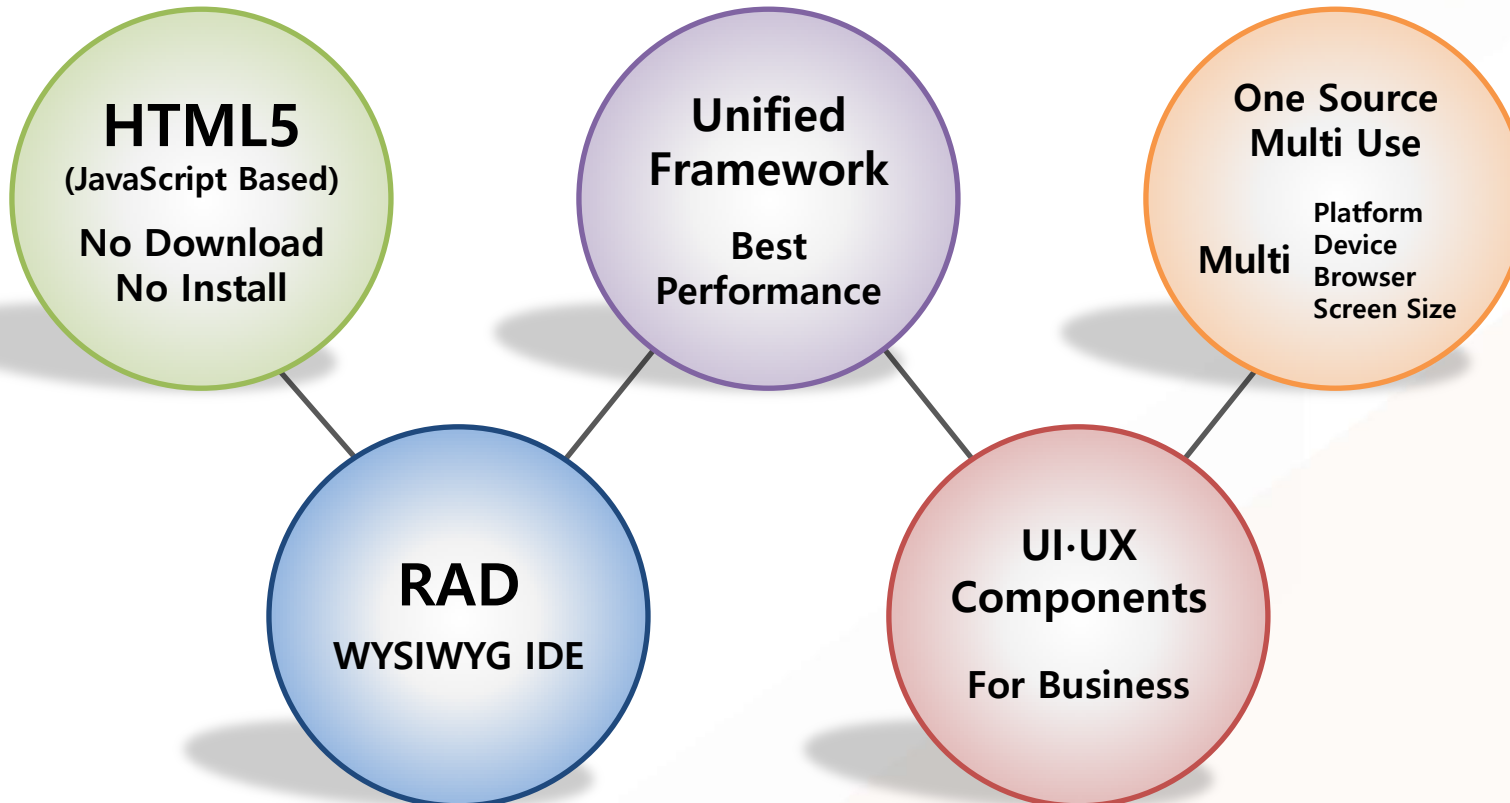 HTML5
(JavaScript Based)
No Download
No Install
Unified
Framework
Best
Performance
One Source
Multi Use
Multi
Platform
Device
Browser
Screen Size
RAD
WYSIWYG IDE
UI·UX
Components
For Business